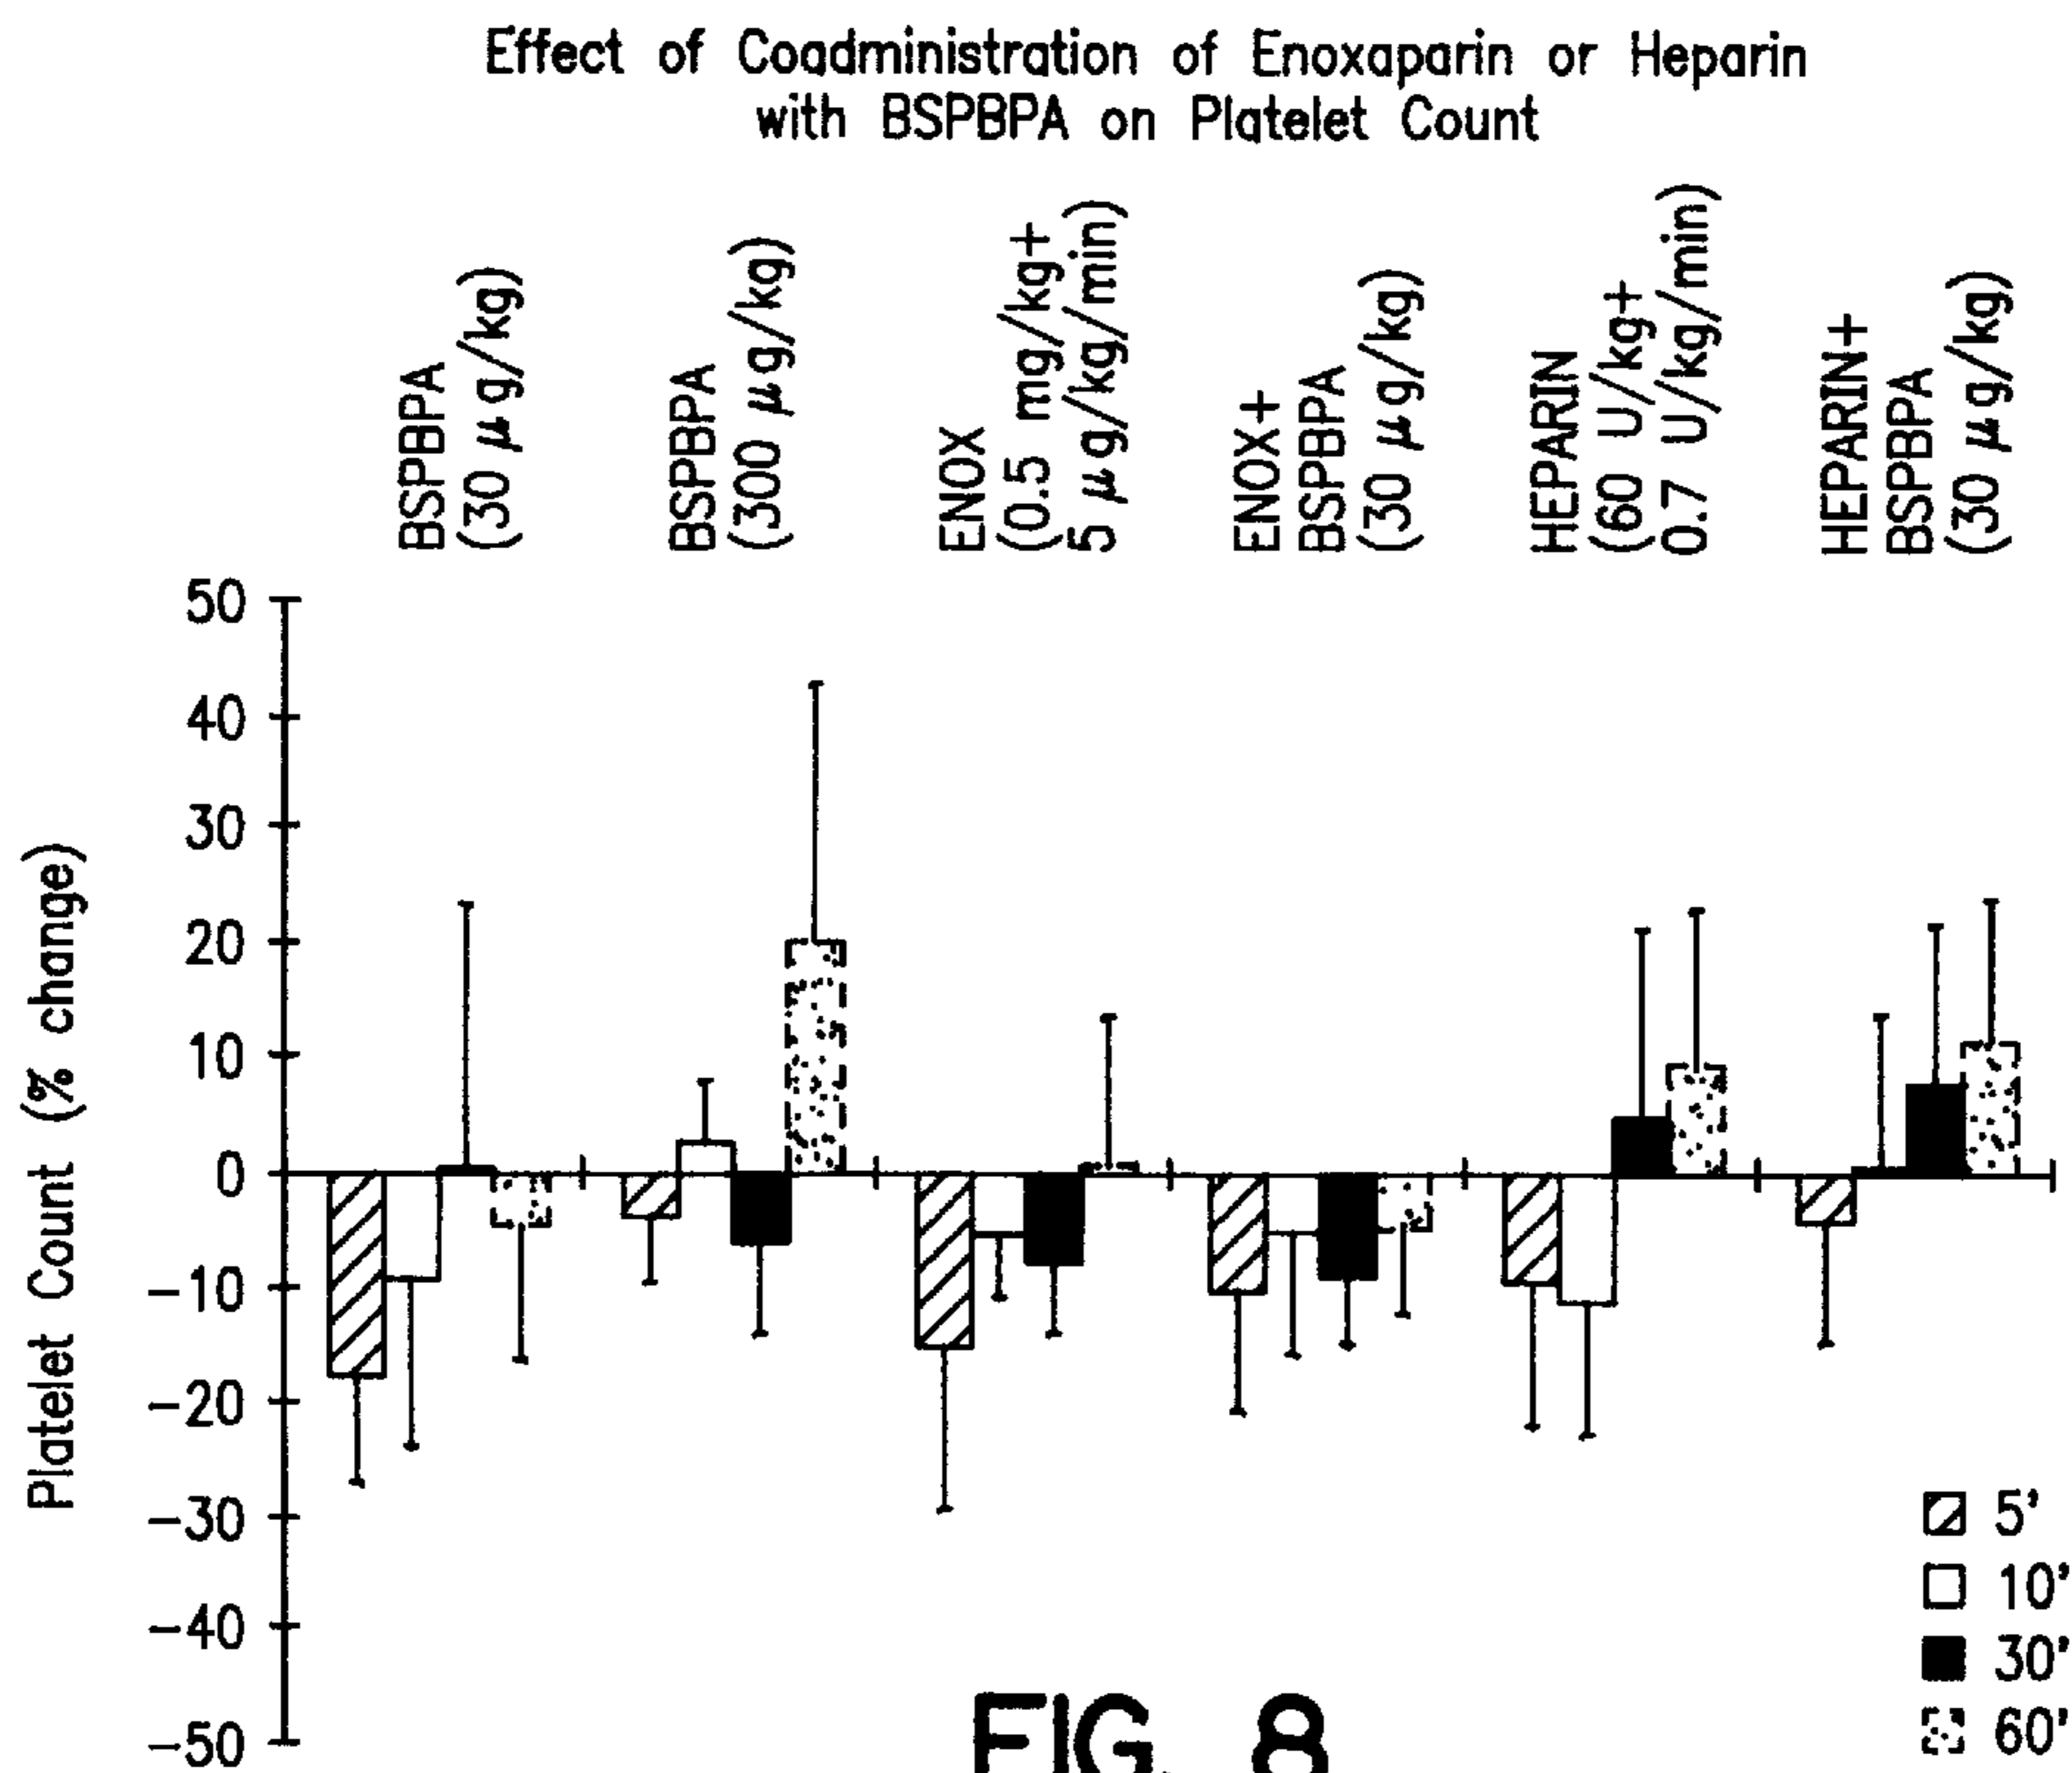 Effect of Coadministration of Enoxaparin or Heparin
with BSPBPA on Platelet Count
BSPBPA
(30 μg/kg)
BSPBPA
(300 μg/kg)
ENOX
(0.5 mg/kg+
5 μg/kg/min)
ENOX+
BSPBPA
(30 μg/kg)
HEPARIN
(60 U/kg+
0.7 U/kg/min)
HEPARIN+
BSPBPA
(30 μg/kg)
Platelet Count (% change)
50
40
30
20
10
0
-10
-20
-30
-40
-50
5'
10'
30'
60'
FIG. 8